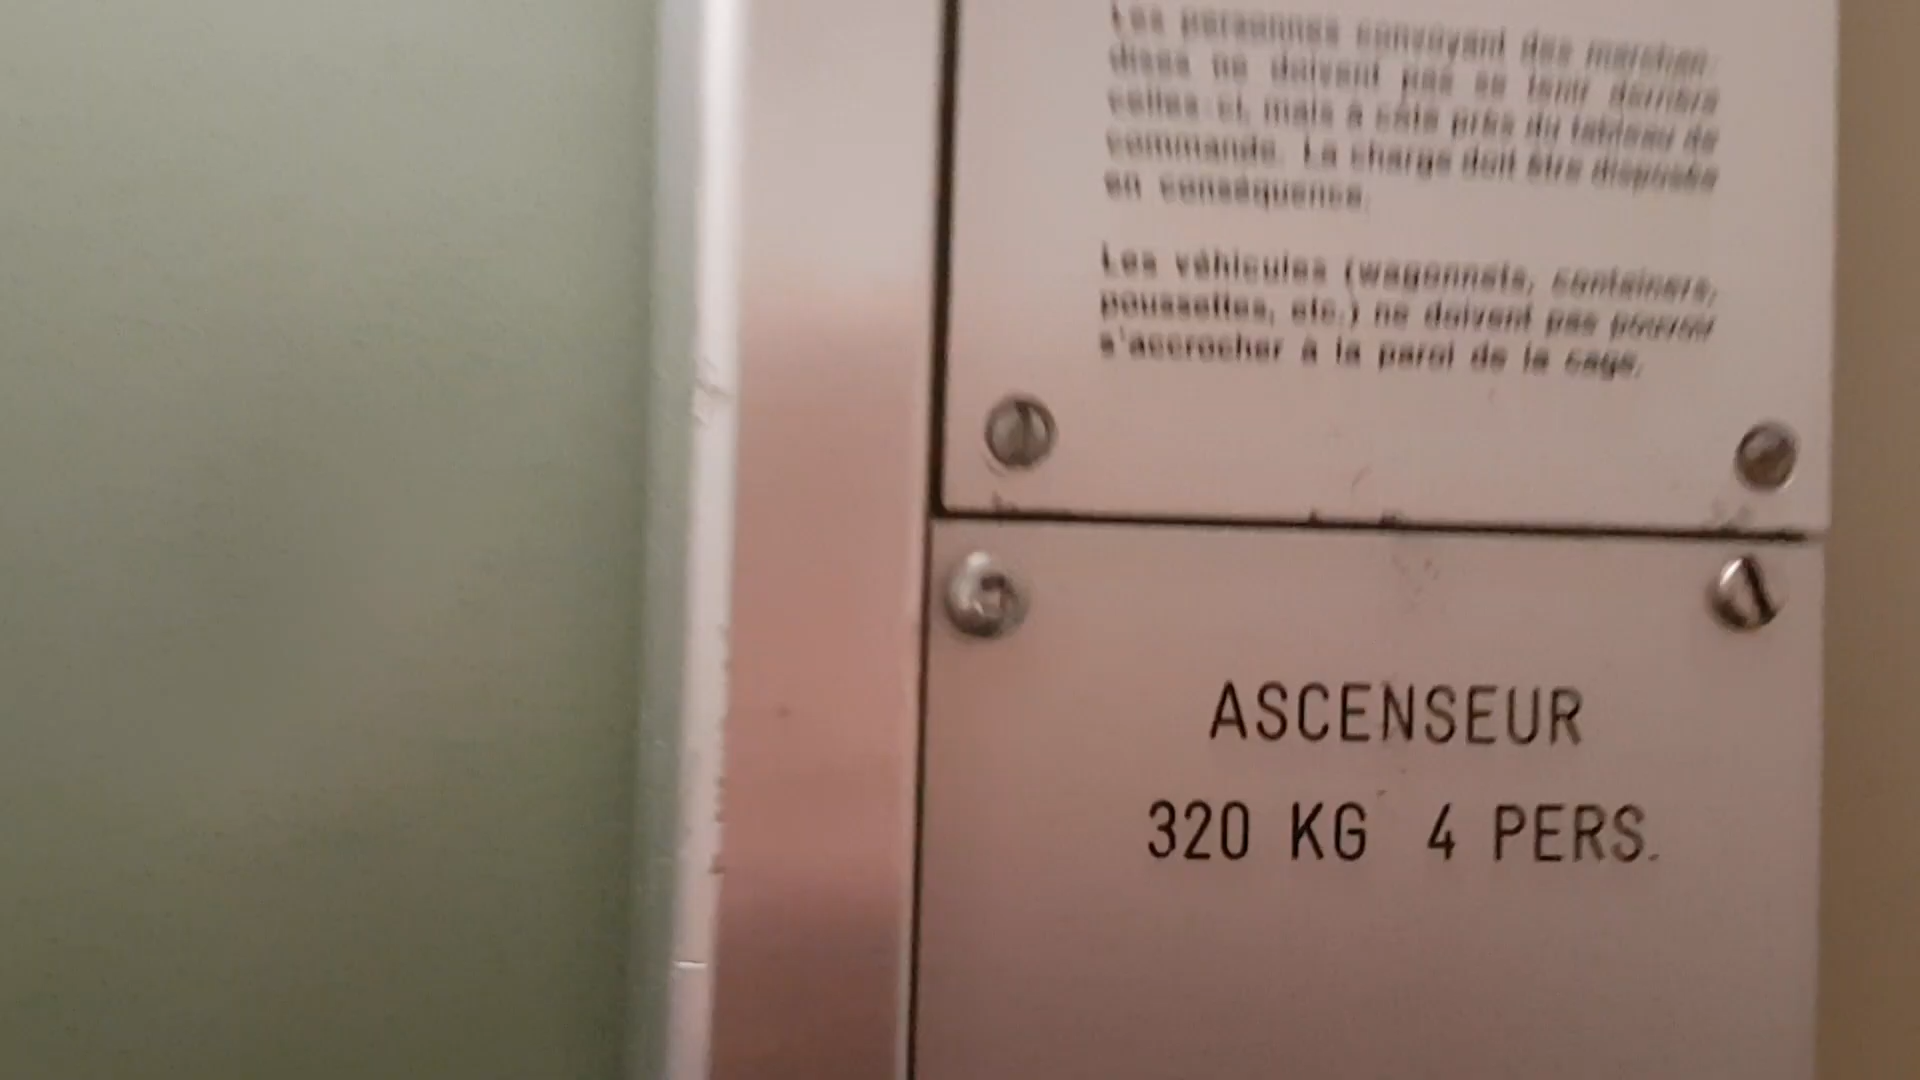 Les personnes convoyant des marchan-
dises ne doivent pas se tenir derrière
celles-ci, mais à côté près du tableau de
commande. La charge doit être disposée
en conséquence.
Les véhicules (wagonnets, containers,
poussettes, etc.) ne doivent pas pouvoir
s'accrocher à la paroi de la cage.
ASCENSEUR
320 KG 4 PERS.